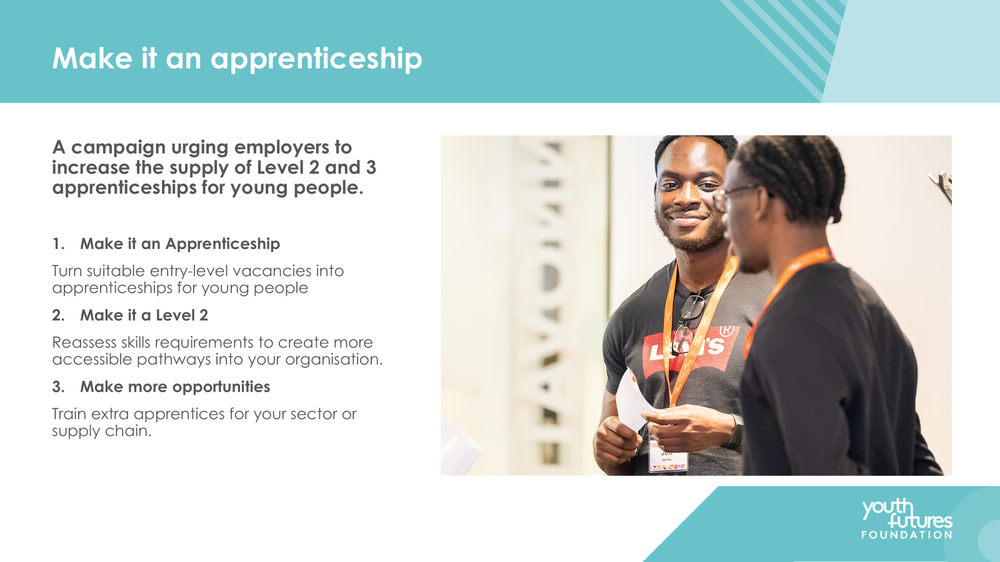 Make it an apprenticeship
A campaign urging employers to
increase the supply of Level 2 and 3
apprenticeships for young people.
1. Make it an Apprenticeship
Turn suitable entry-level vacancies into
apprenticeships for young people
2. Make it a Level 2
Reassess skills requirements to create more
accessible pathways into your organisation.
3. Make more opportunities
Train extra apprentices for your sector or
supply chain.
LEVI'S
®
he/him
youth
futures
FOUNDATION